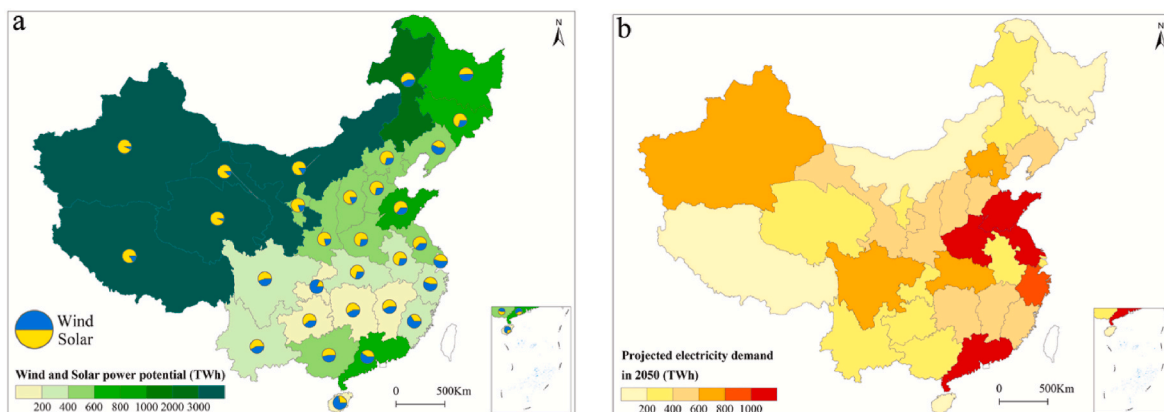 a
N
Wind
Solar
Wind and Solar power potential (TWh)
200 400 600 800 1000 2000 3000
0 500Km
b
N
Projected electricity demand
in 2050 (TWh)
200 400 600 800 1000
0 500Km